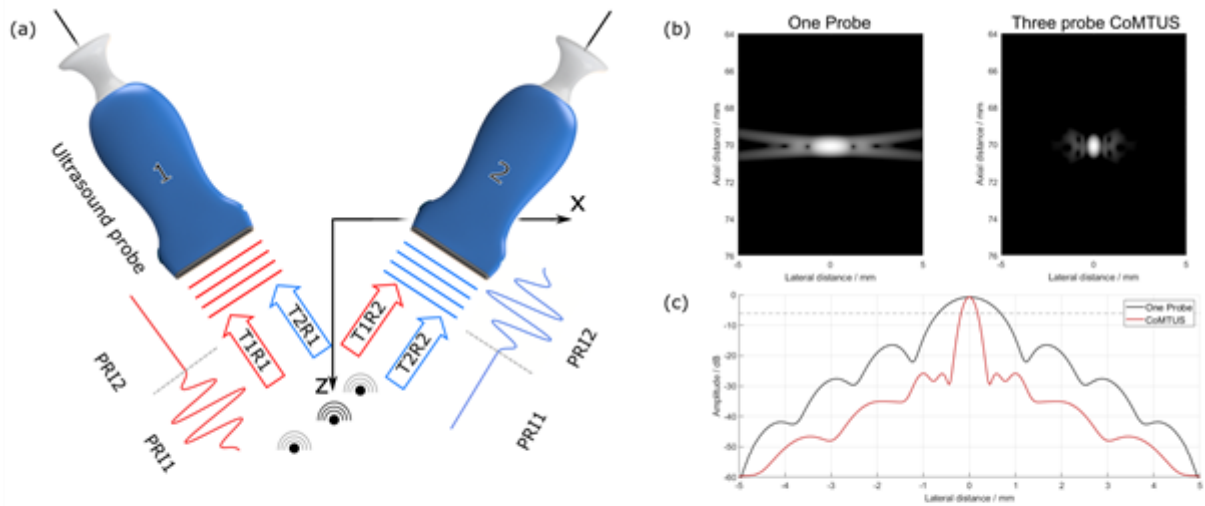 (a)
1
2
Ultrasound probe
X
Z
T1R1
T2R1
T1R2
T2R2
PRI2
PRI1
PRI2
PRI1
(b)
One Probe
Three probe CoMTUS
64
66
68
70
72
74
76
Axial distance / mm
-5
0
5
Lateral distance / mm
64
66
68
70
72
74
76
Axial distance / mm
-5
0
5
Lateral distance / mm
(c)
0
-10
-20
-30
-40
-50
-60
Amplitude / dB
One Probe
CoMTUS
-5
-4
-3
-2
-1
0
1
2
3
4
5
Lateral distance / mm